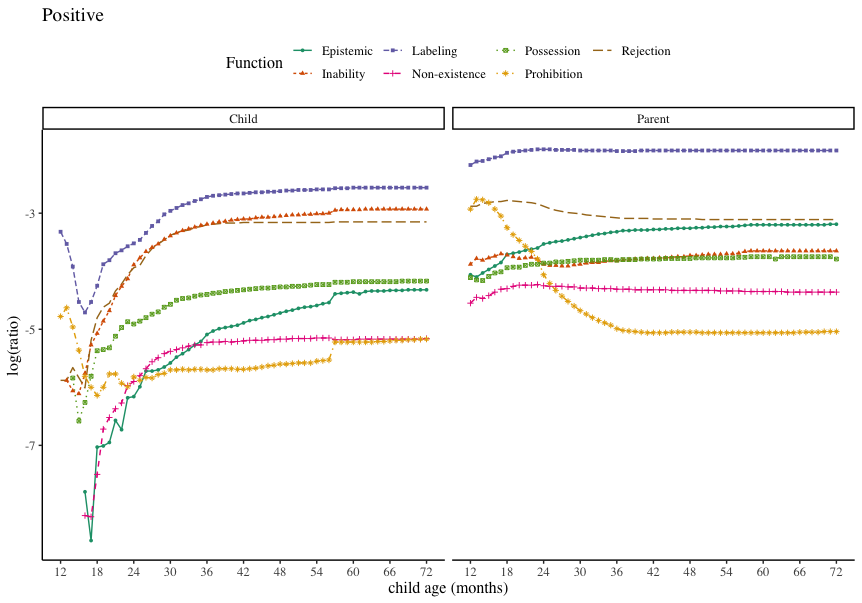 Positive
Function Epistemic Labeling Possession Rejection
Inability Non-existence Prohibition
Child Parent
-3
-5
-7
log(ratio)
12 18 24 30 36 42 48 54 60 66 72 12 18 24 30 36 42 48 54 60 66 72
child age (months)